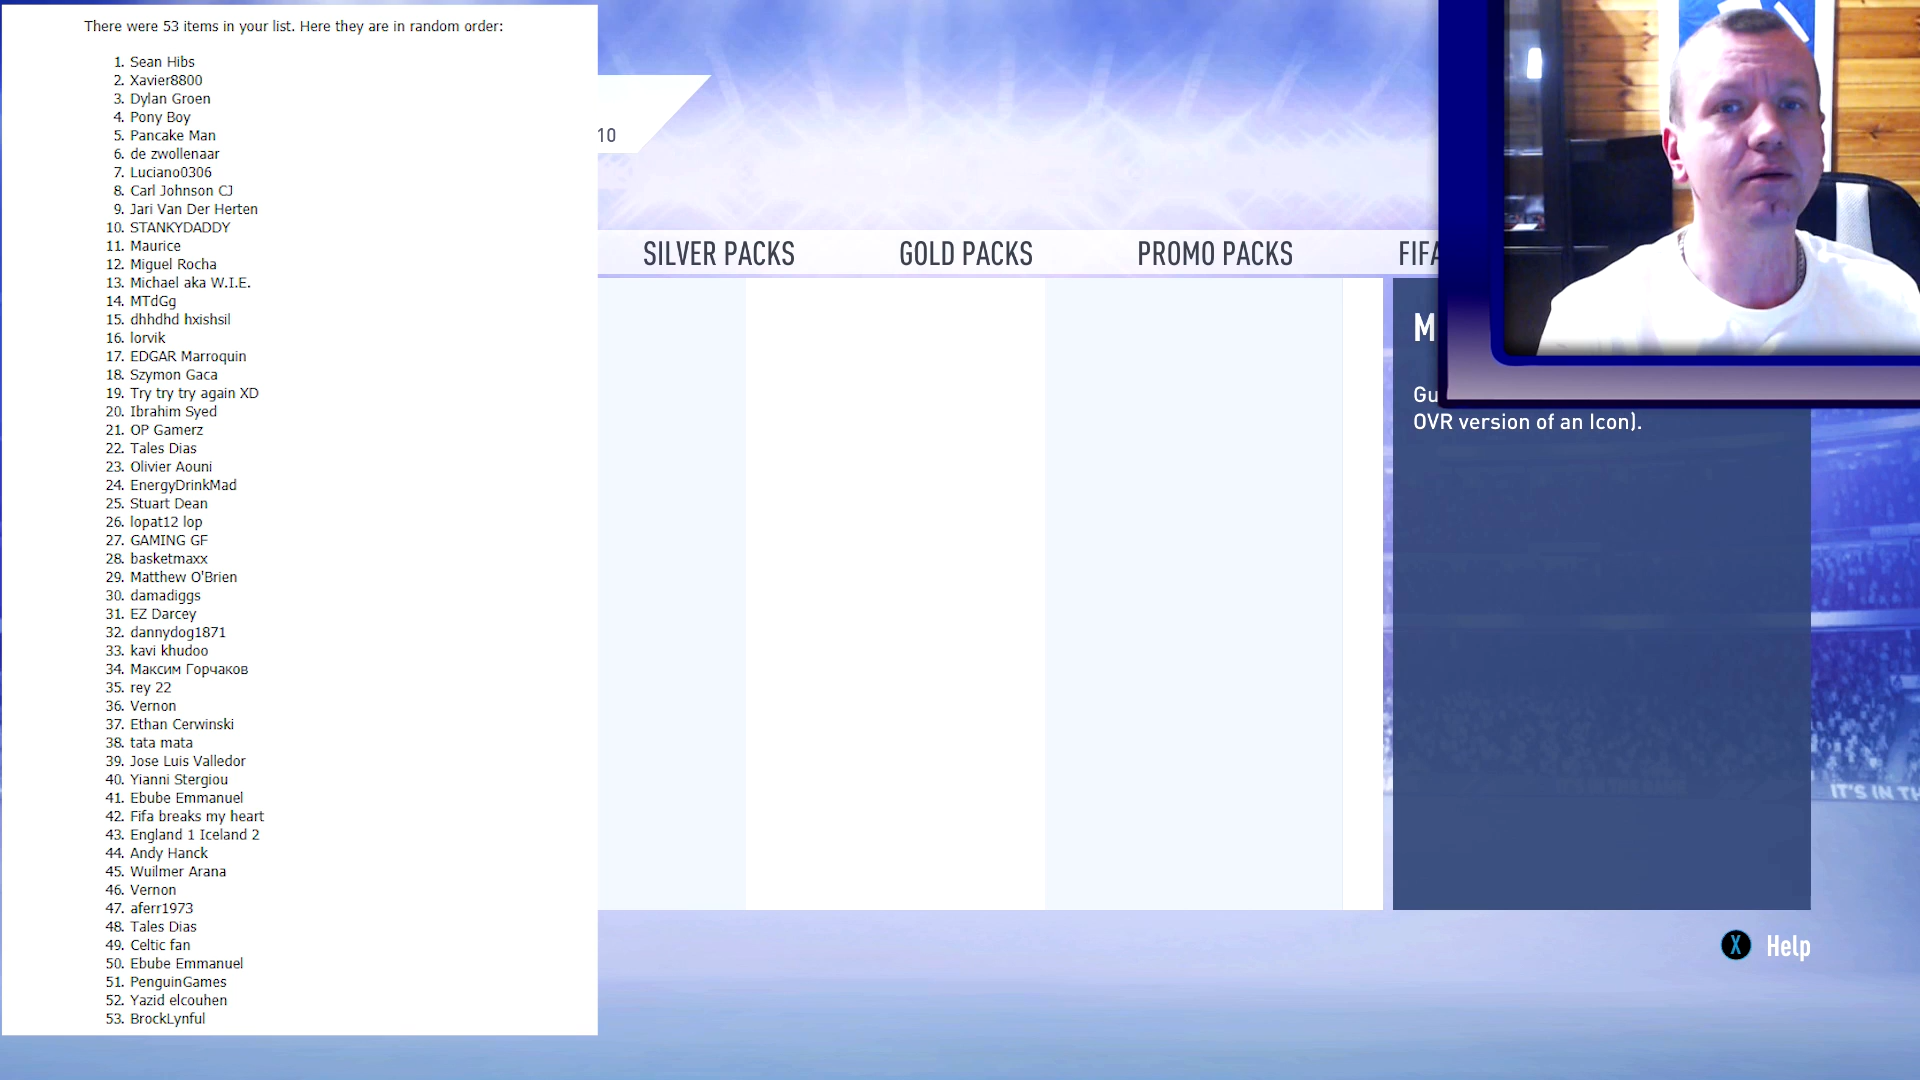 There were 53 items in your list. Here they are in random order:
1. Sean Hibs
2. Xavier8800
3. Dylan Groen
4. Pony Boy
5. Pancake Man
6. de zwollenaar
7. Luciano0306
8. Carl Johnson CJ
9. Jari Van Der Herten
10. STANKYDADDY
11. Maurice
12. Miguel Rocha
13. Michael aka W.I.E.
14. MTdGg
15. dhhdhd hxishsil
16. lorvik
17. EDGAR Marroquin
18. Szymon Gaca
19. Try try try again XD
20. Ibrahim Syed
21. OP Gamerz
22. Tales Dias
23. Olivier Aouni
24. EnergyDrinkMad
25. Stuart Dean
26. lopat12 lop
27. GAMING GF
28. basketmaxx
29. Matthew O'Brien
30. damadiggs
31. EZ Darcey
32. dannydog1871
33. kavi khudoo
34. Максим Горчаков
35. rey 22
36. Vernon
37. Ethan Cerwinski
38. tata mata
39. Jose Luis Valledor
40. Yianni Stergiou
41. Ebube Emmanuel
42. Fifa breaks my heart
43. England 1 Iceland 2
44. Andy Hanck
45. Wuilmer Arana
46. Vernon
47. aferr1973
48. Tales Dias
49. Celtic fan
50. Ebube Emmanuel
51. PenguinGames
52. Yazid elcouhen
53. BrockLynful
10
SILVER PACKS GOLD PACKS PROMO PACKS FIFA
M
Gu
OVR version of an Icon).
IT'S IN TH
X Help